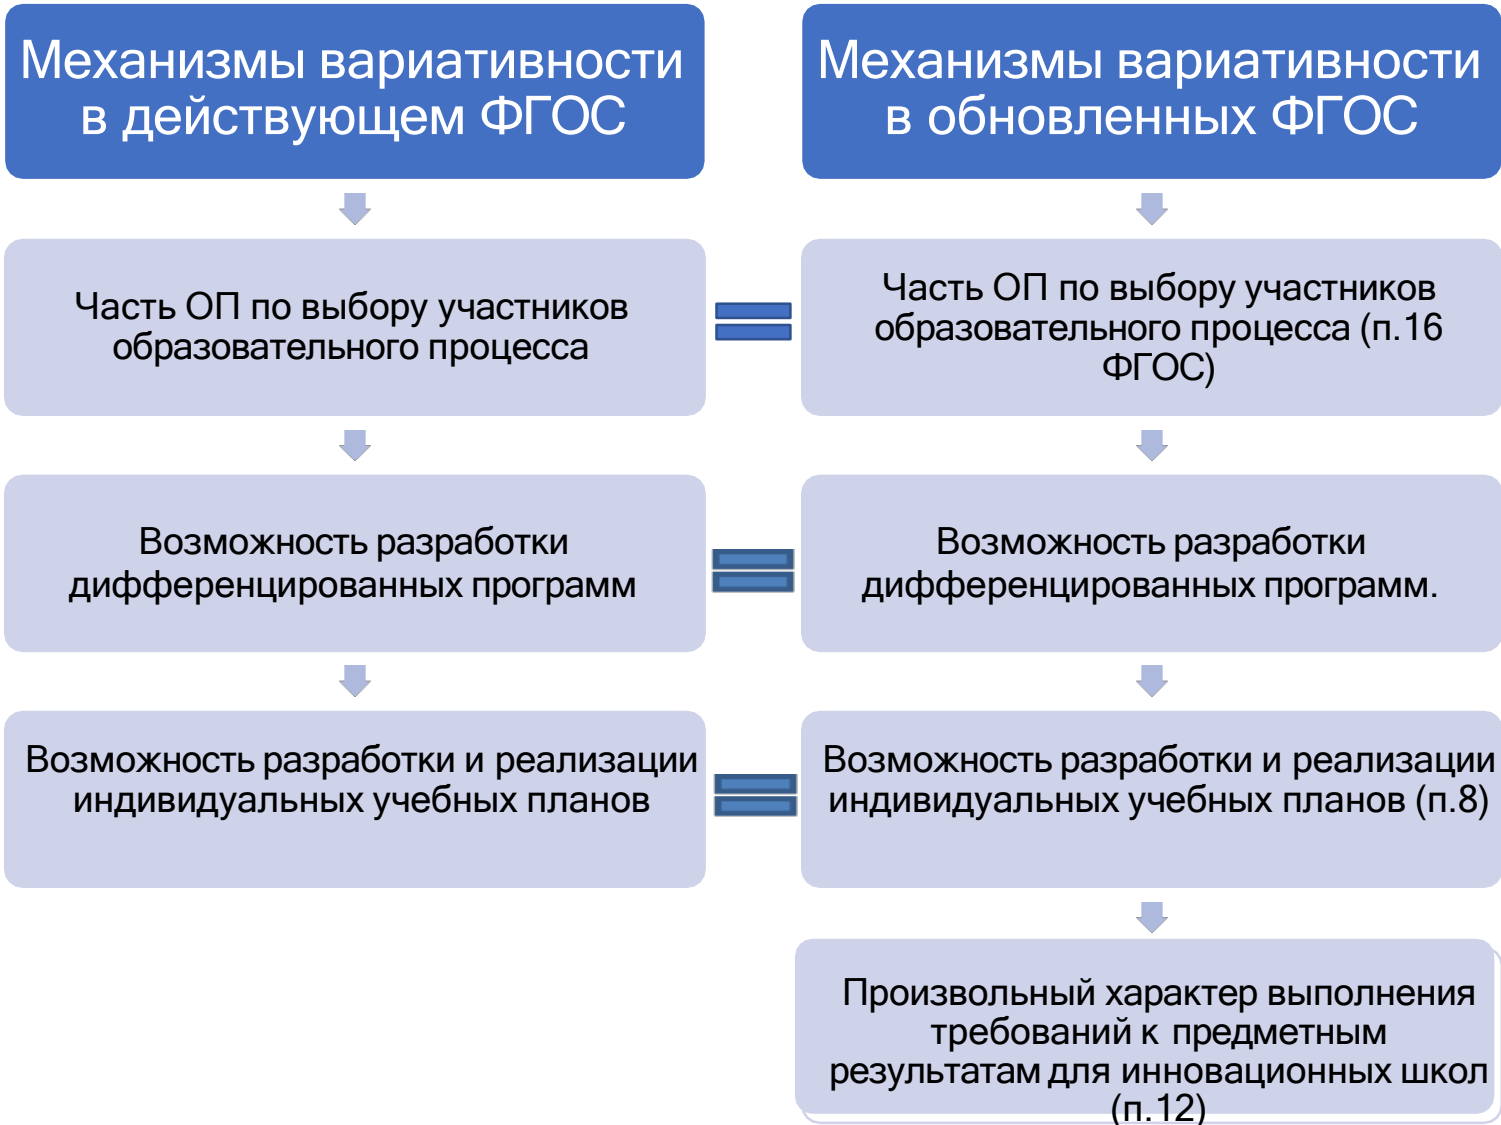 Механизмы вариативности
в действующем ФГОС
Часть ОП по выбору участников
образовательного процесса
Возможность разработки
дифференцированных программ
Возможность разработки и реализации
индивидуальных учебных планов
Механизмы вариативности
в обновленных ФГОС
Часть ОП по выбору участников
образовательного процесса (п.16
ФГОС)
Возможность разработки
дифференцированных программ.
Возможность разработки и реализации
индивидуальных учебных планов (п.8)
Произвольный характер выполнения
требований к предметным
результатам для инновационных школ
(п.12)